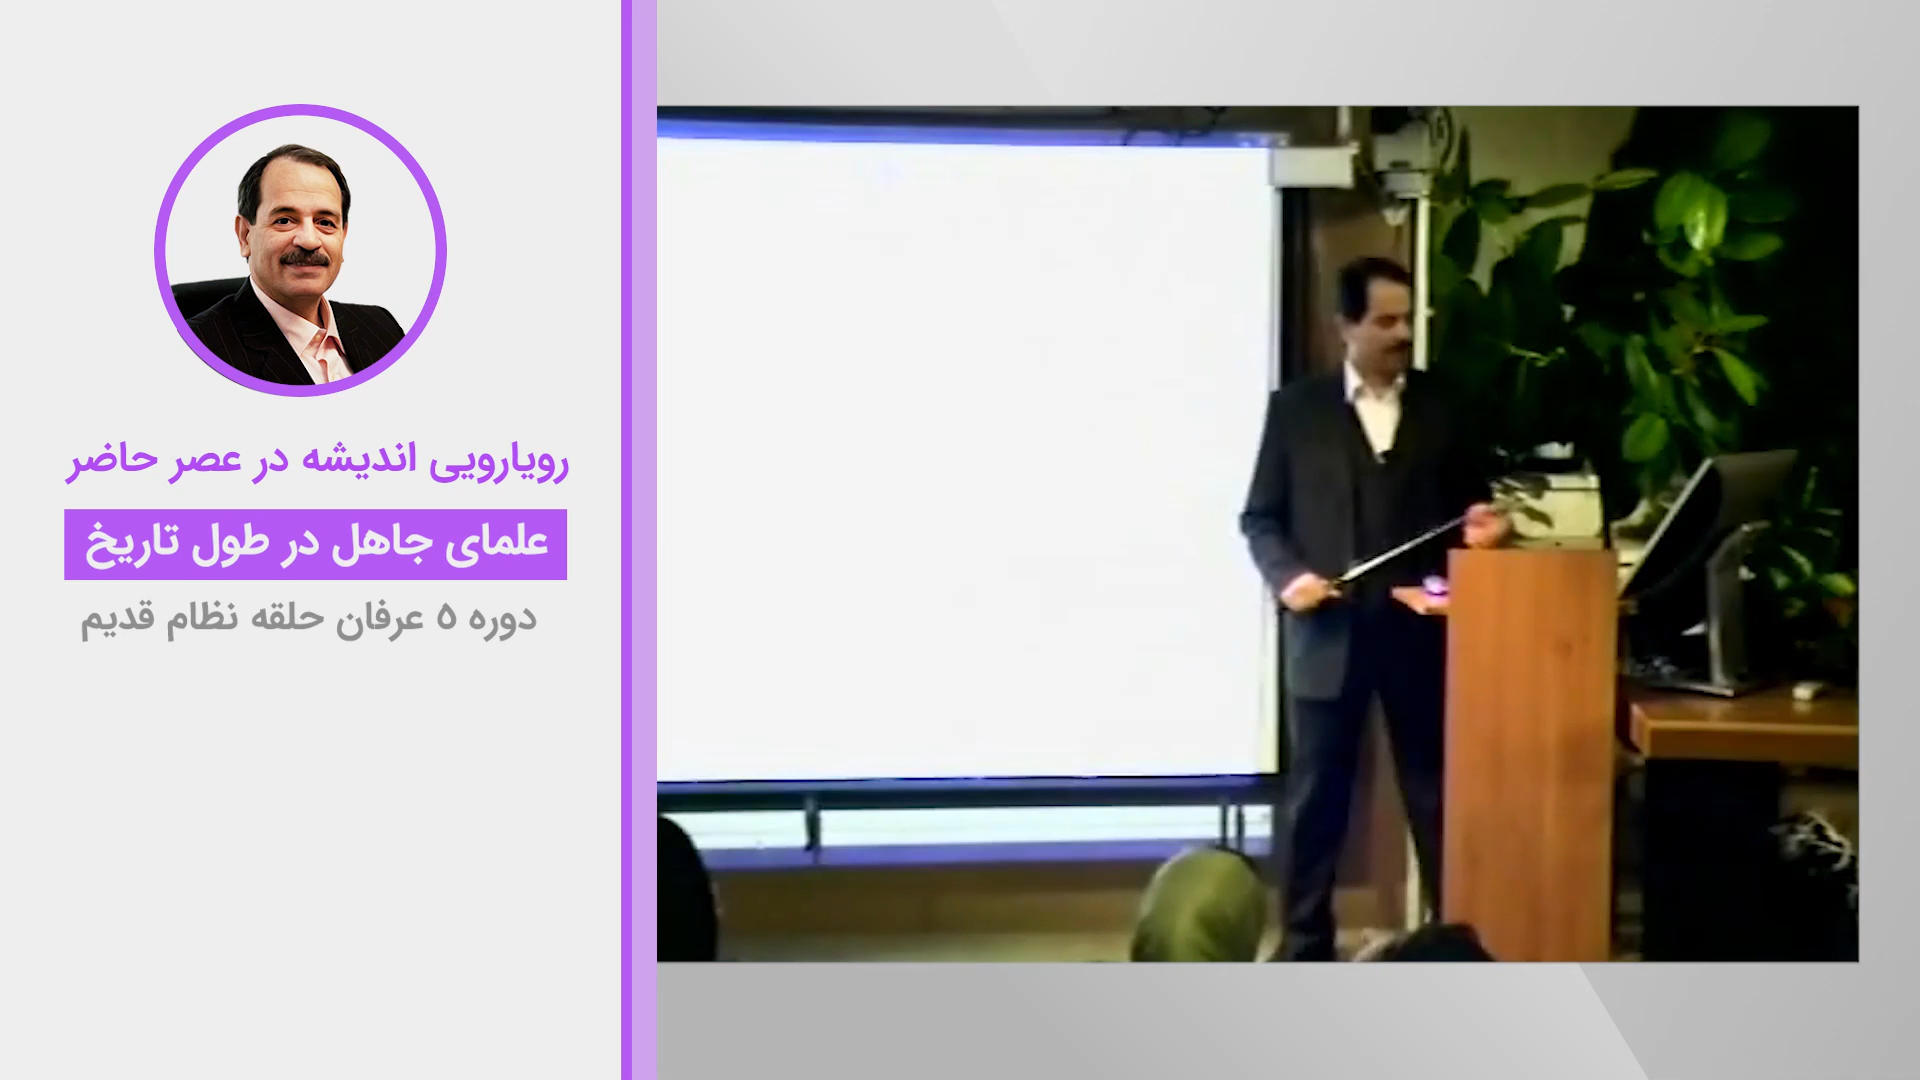 رویارویی اندیشه در عصر حاضر
علمای جاهل در طول تاریخ
دوره ۵ عرفان حلقه نظام قدیم